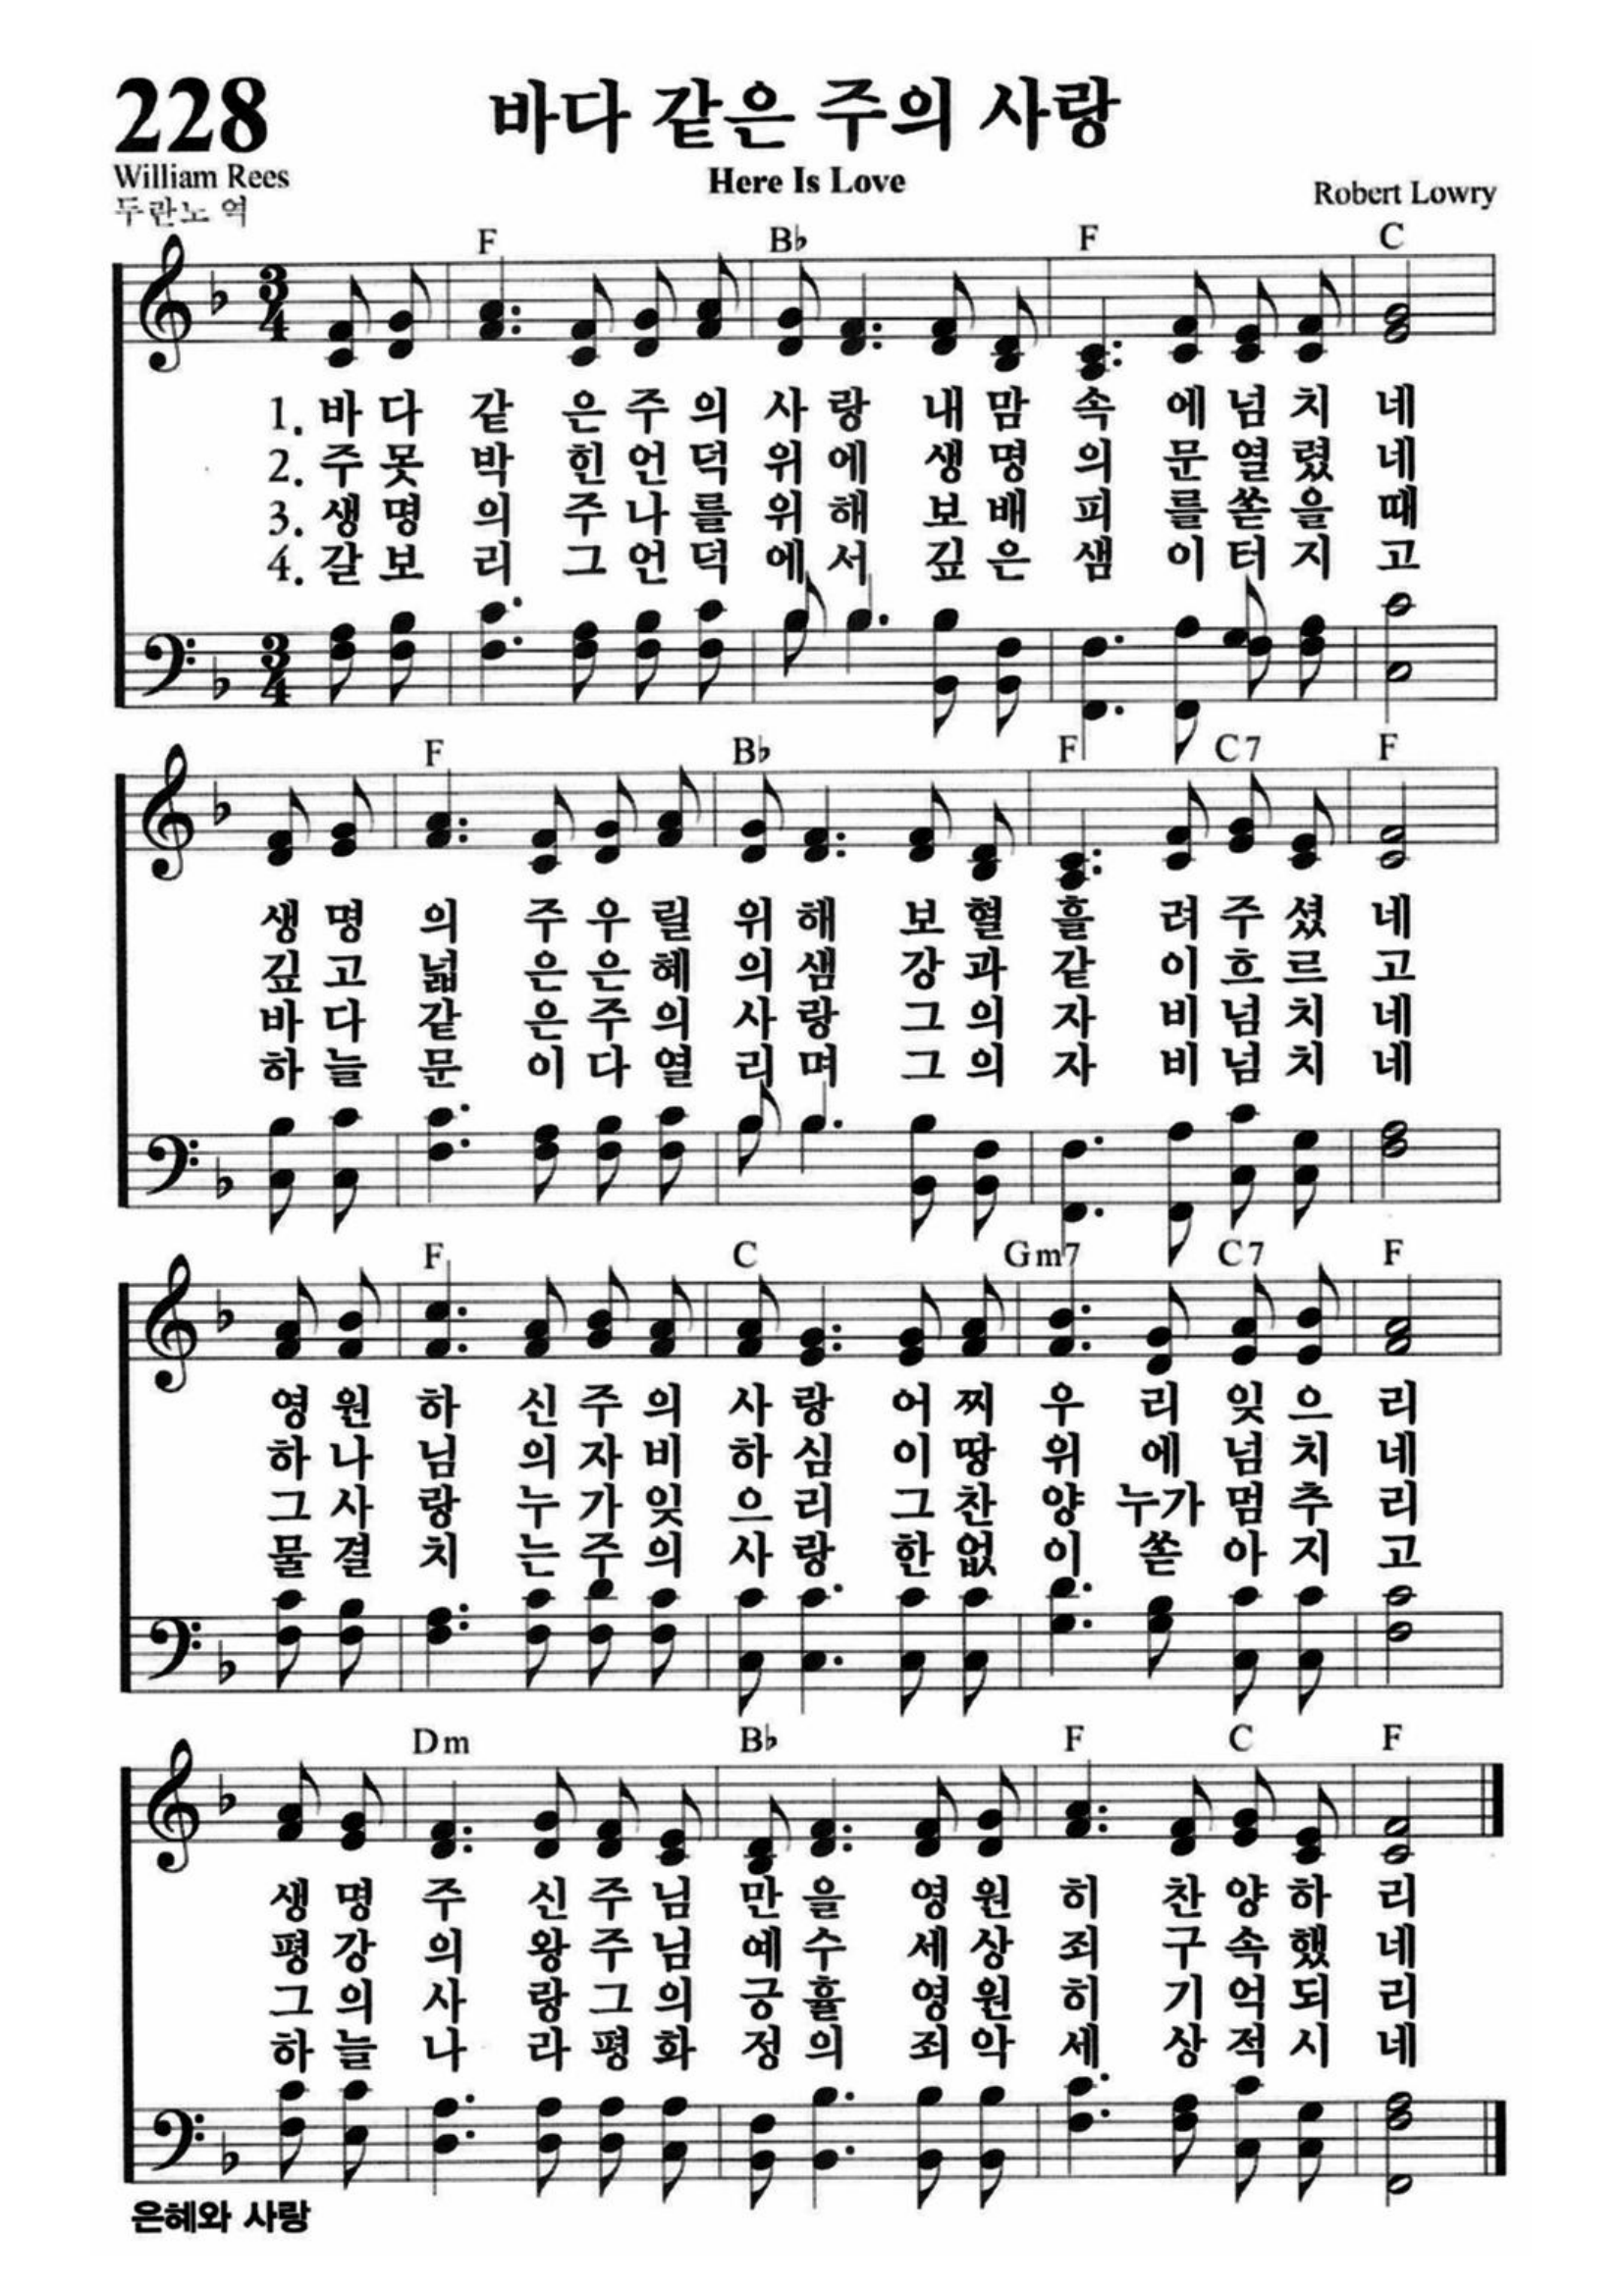 228
바다 같은 주의 사랑
William Rees
Here Is Love
Robert Lowry
두란노 역
F B♭ F C
3/4
1. 바 다 같 은 주 의 사 랑 내 맘 속 에 넘 치 네
2. 주 못 박 힌 언 덕 위 에 생 명 의 문 열 렸 네
3. 생 명 의 주 나 를 위 해 보 배 피 를 쏟 을 때
4. 갈 보 리 그 언 덕 에 서 깊 은 샘 이 터 지 고
3/4
F B♭ F C7 F
생 명 의 주 우 릴 위 해 보 혈 흘 려 주 셨 네
깊 고 넓 은 은 혜 의 샘 강 과 같 이 흐 르 고
바 다 같 은 주 의 사 랑 그 의 자 비 넘 치 네
하 늘 문 이 다 열 리 며 그 의 자 비 넘 치 네
F C Gm7 C7 F
영 원 하 신 주 의 사 랑 어 찌 우 리 잊 으 리
하 나 님 의 자 비 하 심 이 땅 위 에 넘 치 네
그 사 랑 누 가 잊 으 리 그 찬 양 누가 멈 추 리
물 결 치 는 주 의 사 랑 한 없 이 쏟 아 지 고
Dm B♭ F C F
생 명 주 신 주 님 만 을 영 원 히 찬 양 하 리
평 강 의 왕 주 님 예 수 세 상 죄 구 속 했 네
그 의 사 랑 그 의 긍 휼 영 원 히 기 억 되 리
하 늘 나 라 평 화 정 의 죄 악 세 상 적 시 네
은혜와 사랑